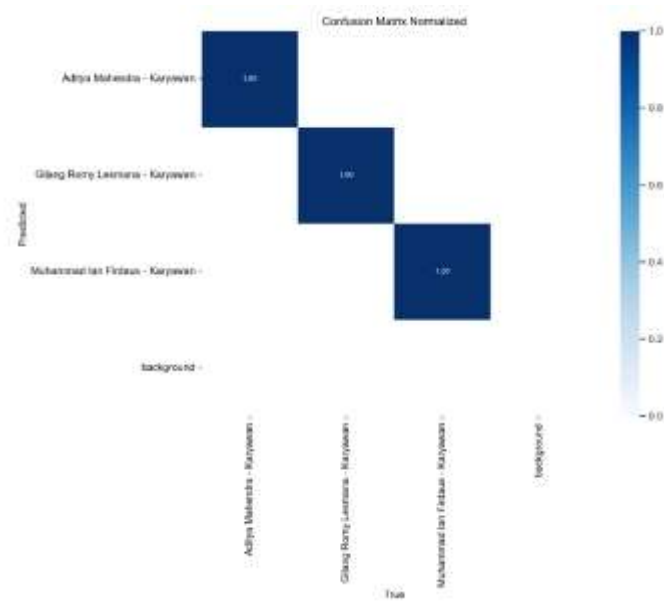 Confusion Matrix Normalized
1.0
Aditya Mahendra - Karyawan
1.00
0.8
Gilang Romy Lesmana - Karyawan
1.00
0.6
Predicted
Muhammad Ian Firdaus - Karyawan
1.00
0.4
0.2
background
0.0
Aditya Mahendra - Karyawan
Gilang Romy Lesmana - Karyawan
Muhammad Ian Firdaus - Karyawan
background
True